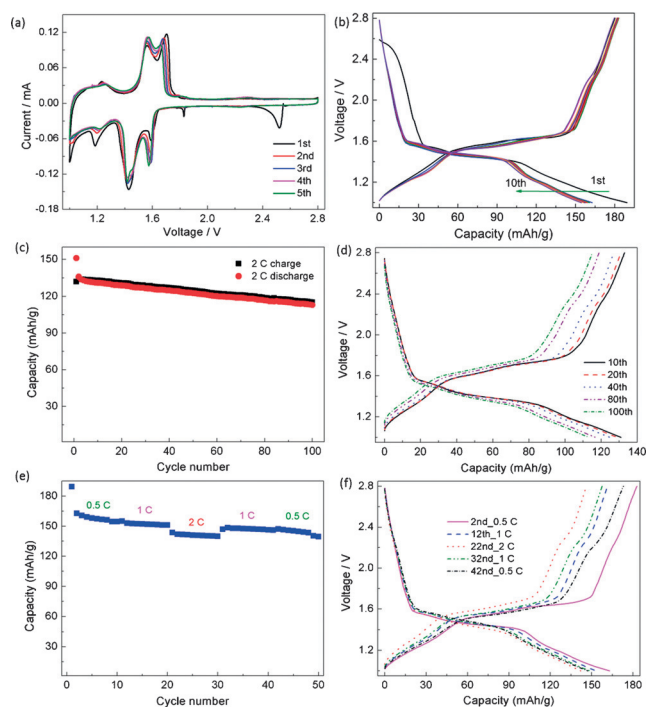 (a)
0.12
0.06
0.00
-0.06
-0.12
-0.18
Current / mA
1.2
1.6
2.0
2.4
2.8
Voltage / V
1st
2nd
3rd
4th
5th
(b)
2.8
2.4
2.0
1.6
1.2
Voltage / V
0
30
60
90
120
150
180
Capacity (mAh/g)
10th
1st
(c)
150
120
90
60
30
Capacity (mAh/g)
0
20
40
60
80
100
Cycle number
2 C charge
2 C discharge
(d)
2.8
2.4
2.0
1.6
1.2
Voltage / V
0
20
40
60
80
100
120
140
Capacity (mAh/g)
10th
20th
40th
80th
100th
(e)
180
150
120
90
60
30
Capacity (mAh/g)
0
10
20
30
40
50
Cycle number
0.5 C
1 C
2 C
1 C
0.5 C
(f)
2.8
2.4
2.0
1.6
1.2
Voltage / V
0
30
60
90
120
150
180
Capacity (mAh/g)
2nd_0.5 C
12th_1 C
22nd_2 C
32nd_1 C
42nd_0.5 C